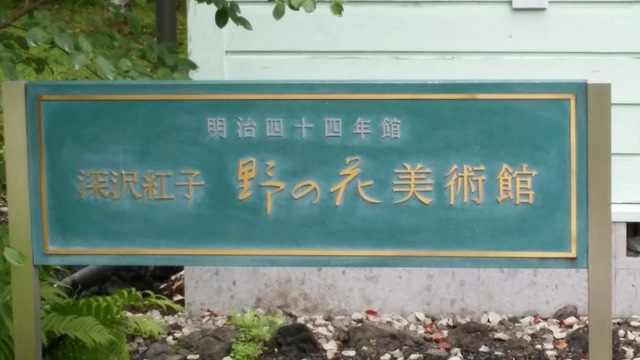 明治四十四年館
深沢紅子 野の花美術館